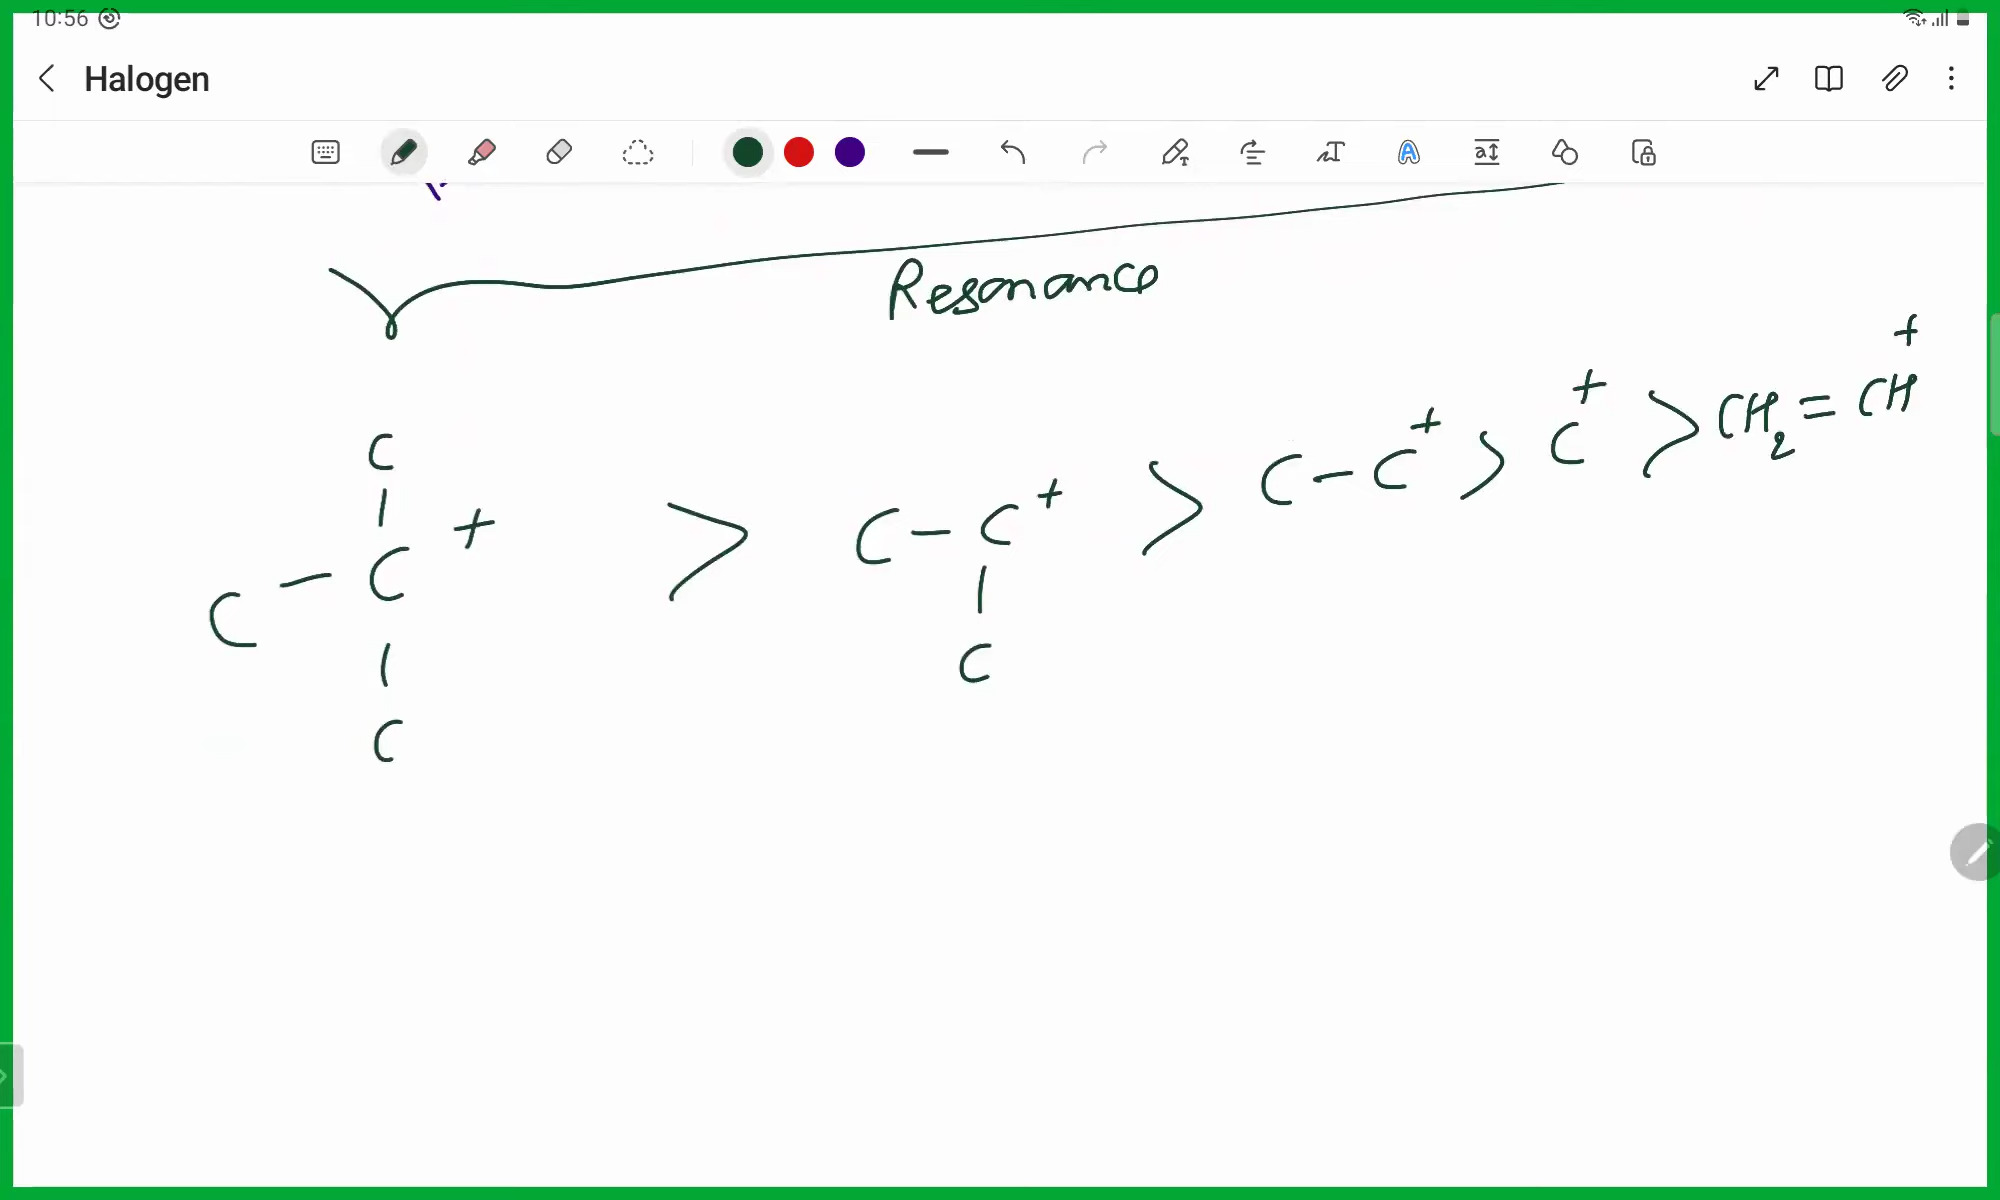 10:56
Halogen
Resonance
C
|
C - C +
|
C
>
C - C +
|
C
>
C - C +
>
C +
>
CH2 = CH +